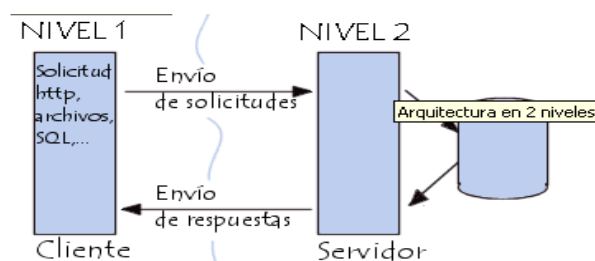 NIVEL 1
NIVEL 2
Solicitud
http,
archivos,
SQL,...
Envío
de solicitudes
Arquitectura en 2 niveles
Envío
de respuestas
Cliente
Servidor